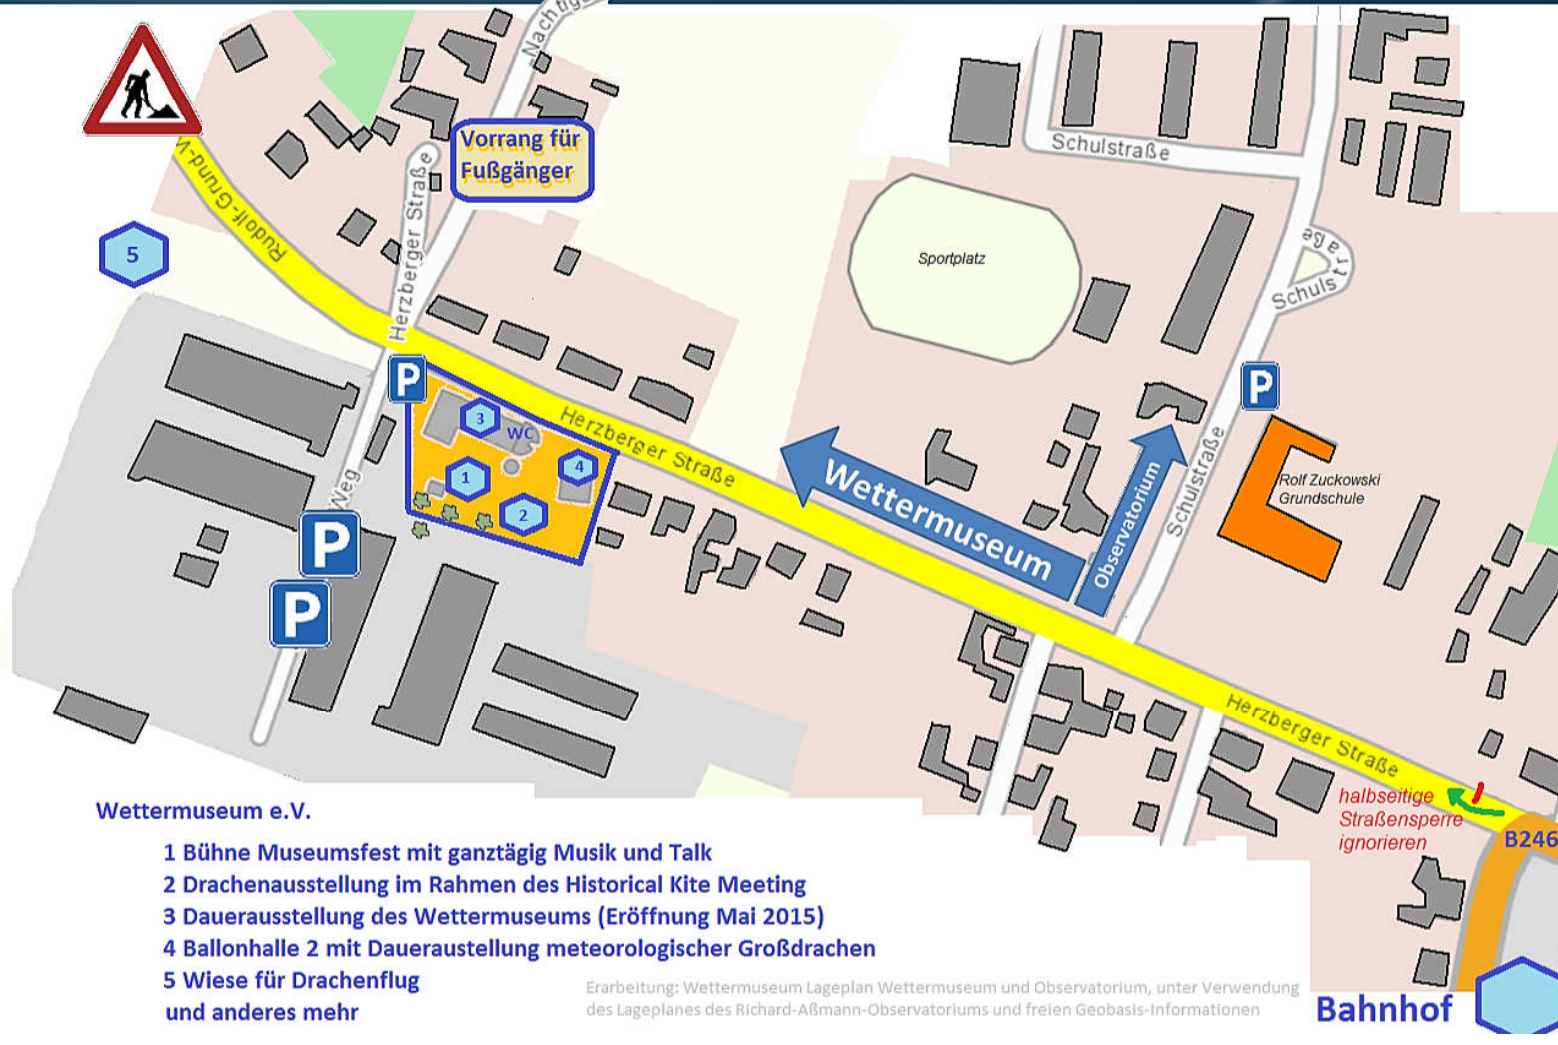 Nachtig
Vorrang für
Fußgänger
Rudolf-Grund-V
5
Herzberger Straße
Schulstraße
Sportplatz
Schulstraße
P
P
3
WC
Herzberger Straße
4
1
2
Wettermuseum
Observatorium
Schulstraße
Rolf Zuckowski
Grundschule
Weg
P
P
Herzberger Straße
halbseitige
Straßensperre
ignorieren
B246
Wettermuseum e.V.
1 Bühne Museumsfest mit ganztägig Musik und Talk
2 Drachenausstellung im Rahmen des Historical Kite Meeting
3 Dauerausstellung des Wettermuseums (Eröffnung Mai 2015)
4 Ballonhalle 2 mit Daueraustellung meteorologischer Großdrachen
5 Wiese für Drachenflug
und anderes mehr
Erarbeitung: Wettermuseum Lageplan Wettermuseum und Observatorium, unter Verwendung
des Lageplanes des Richard-Aßmann-Observatoriums und freien Geobasis-Informationen
Bahnhof